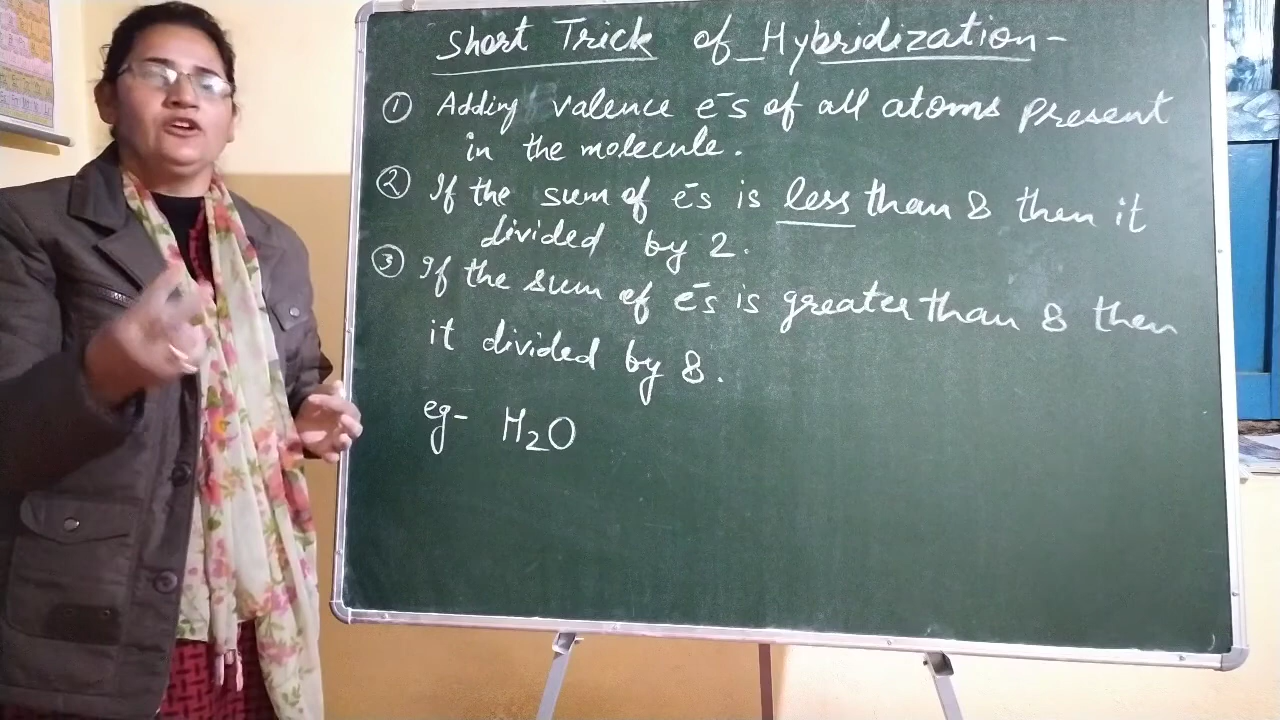 Short Trick of Hybridization-
① Adding valence e⁻s of all atoms present
in the molecule.
② If the sum of e⁻s is less than 8 then it
divided by 2.
③ If the sum of e⁻s is greater than 8 then
it divided by 8.
eg- H₂O